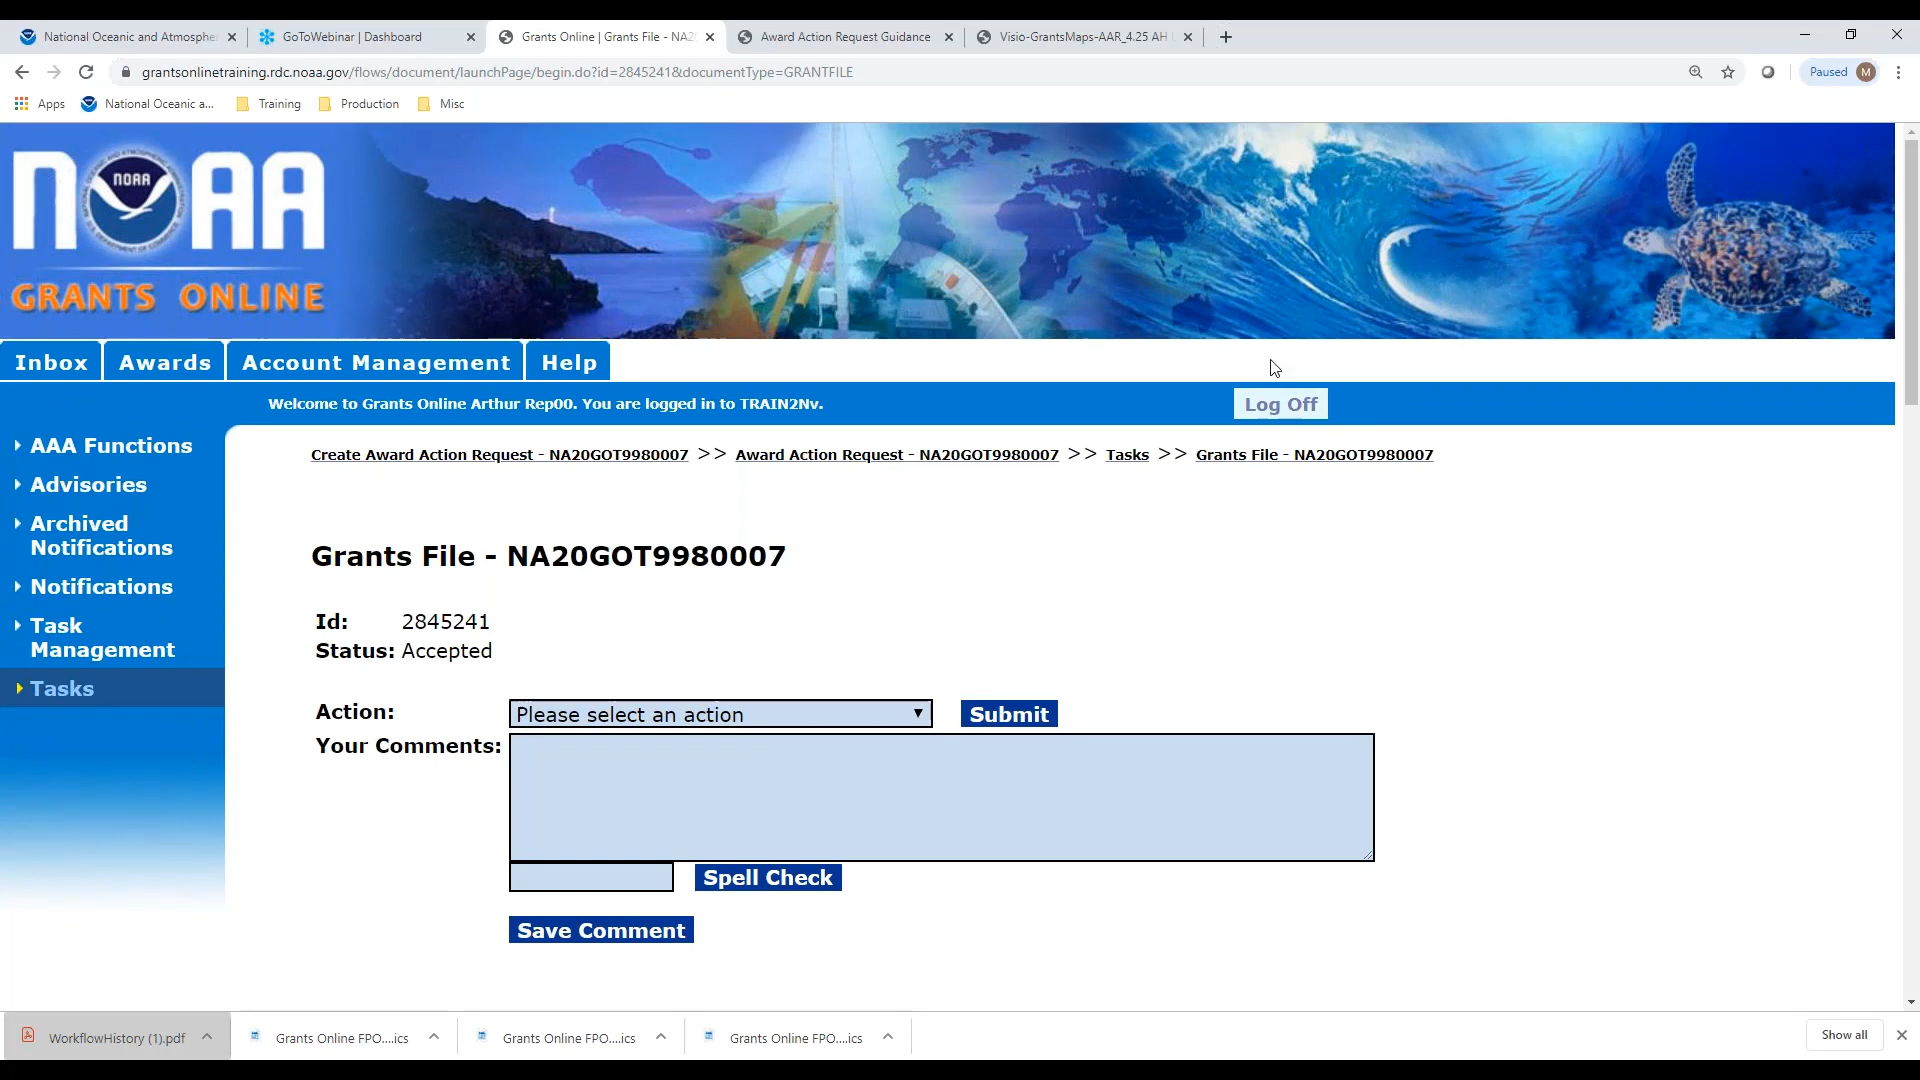 National Oceanic and Atmosphe
GoToWebinar | Dashboard
Grants Online | Grants File - NA2
Award Action Request Guidance
Visio-GrantsMaps-AAR_4.25 AH
grantsonlinetraining.rdc.noaa.gov/flows/document/launchPage/begin.do?id=2845241&documentType=GRANTFILE
Paused M
Apps
National Oceanic a...
Training
Production
Misc
NOAA
NOAA
GRANTS ONLINE
Inbox
Awards
Account Management
Help
Welcome to Grants Online Arthur Rep00. You are logged in to TRAIN2Nv.
Log Off
AAA Functions
Advisories
Archived
Notifications
Notifications
Task
Management
Tasks
Create Award Action Request - NA20GOT9980007 >> Award Action Request - NA20GOT9980007 >> Tasks >> Grants File - NA20GOT9980007
Grants File - NA20GOT9980007
Id: 2845241
Status: Accepted
Action: Please select an action Submit
Your Comments:
Spell Check
Save Comment
WorkflowHistory (1).pdf
Grants Online FPO....ics
Grants Online FPO....ics
Grants Online FPO....ics
Show all